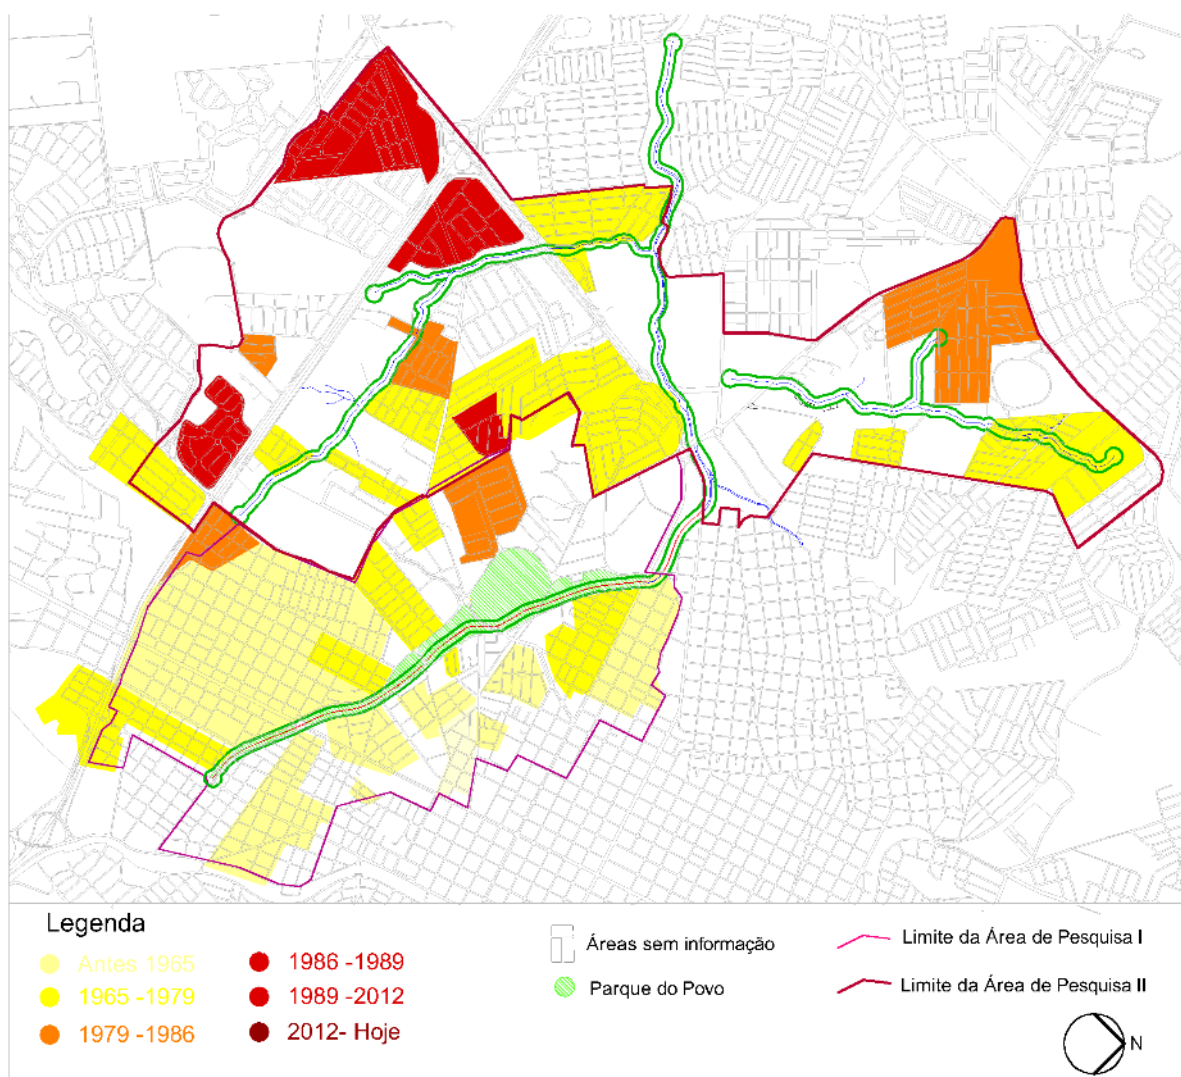 Legenda
Antes 1965
1965 -1979
1979 -1986
1986 -1989
1989 -2012
2012- Hoje
Áreas sem informação
Parque do Povo
Limite da Área de Pesquisa I
Limite da Área de Pesquisa II
N